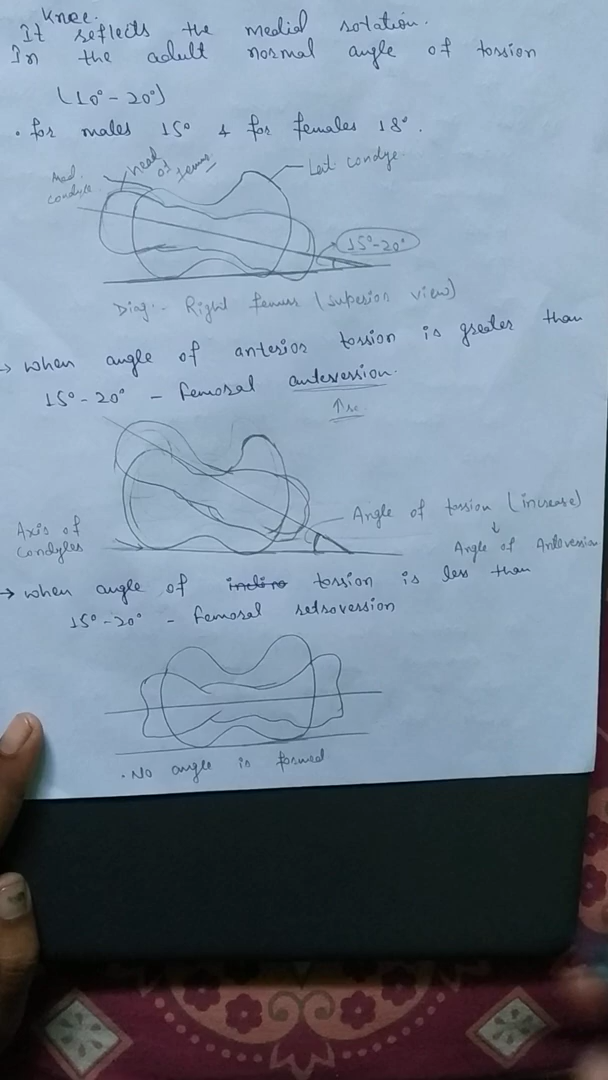 Knee.
It reflects the medial rotation.
In the adult normal angle of torsion
(10° - 20°)
• for males 15° & for females 18°.
Med. condyle
head of femur
Lat condyle
15°-20°
Diag:- Right femur (superior view)
→ when angle of anterior torsion is greater than
15°-20° - femoral anteversion.
↑se
Angle of torsion (increase)
↓
Axis of
Condyles
Angle of Anteversion
→ when angle of torsion is less than
15°-20° - femoral retroversion
• No angle is formed